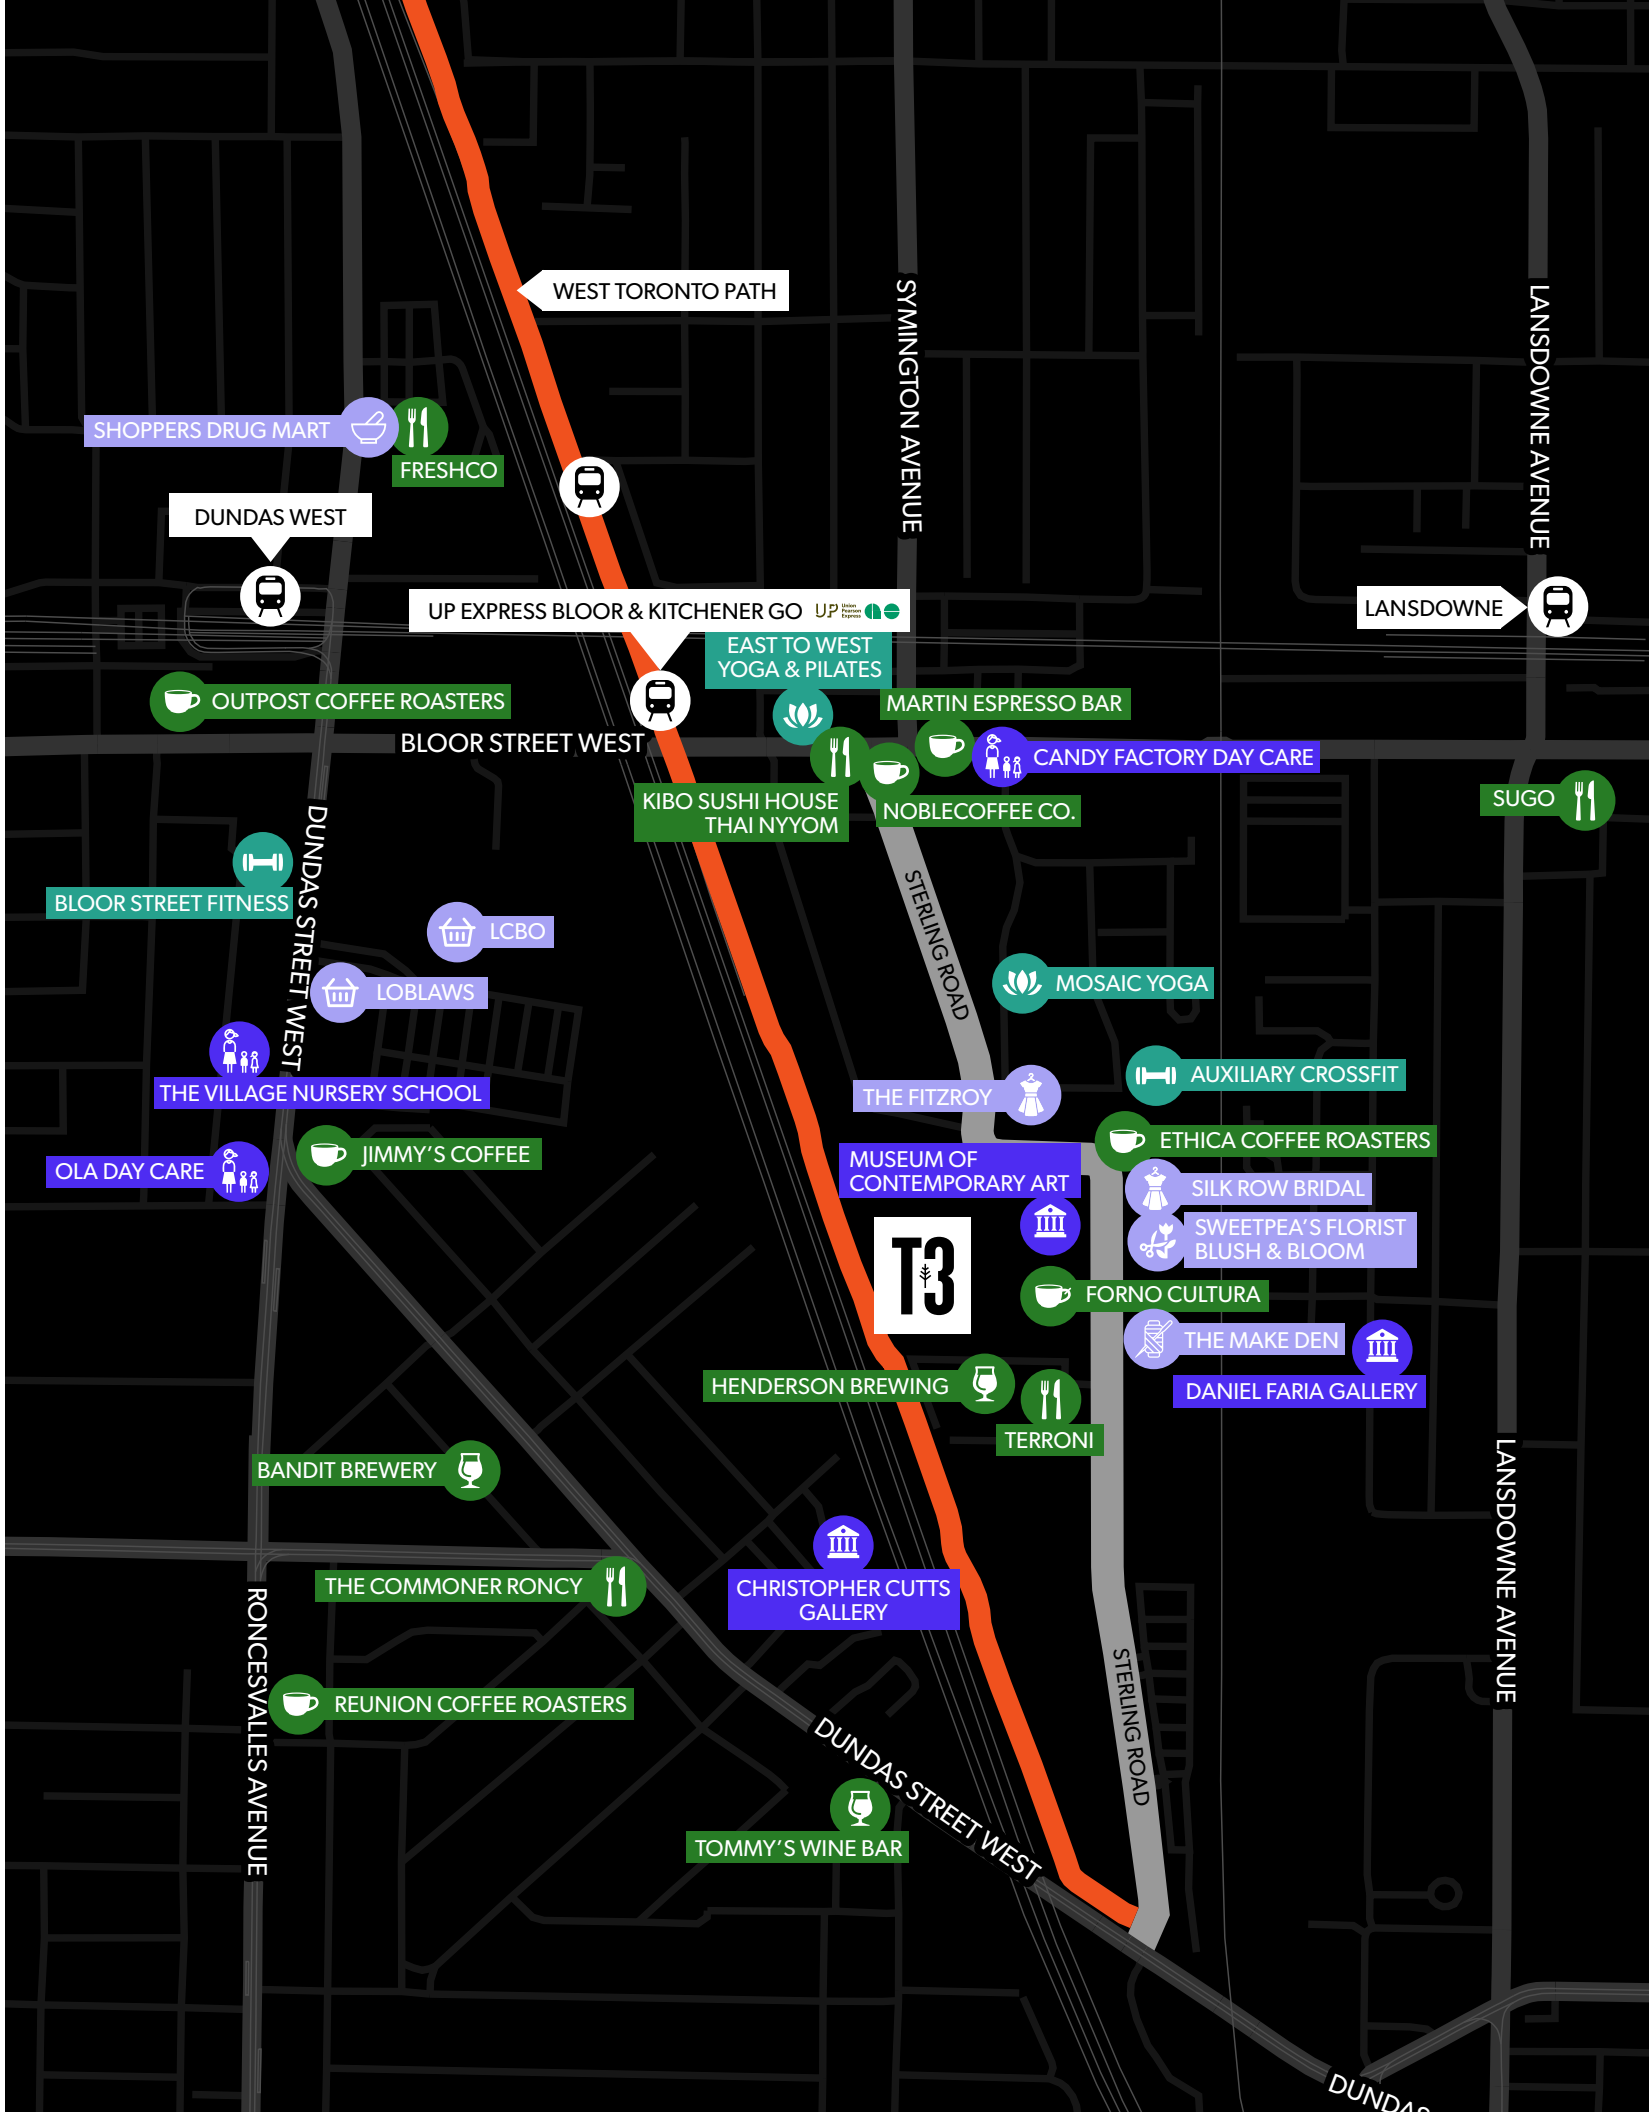 WEST TORONTO PATH
SYMINGTON AVENUE
LANSDOWNE AVENUE
SHOPPERS DRUG MART
FRESHCO
DUNDAS WEST
UP EXPRESS BLOOR & KITCHENER GO
UP
Union
Pearson
Express
LANSDOWNE
EAST TO WEST
YOGA & PILATES
OUTPOST COFFEE ROASTERS
MARTIN ESPRESSO BAR
BLOOR STREET WEST
CANDY FACTORY DAY CARE
KIBO SUSHI HOUSE
THAI NYYOM
NOBLECOFFEE CO.
SUGO
DUNDAS STREET WEST
BLOOR STREET FITNESS
STERLING ROAD
LCBO
LOBLAWS
MOSAIC YOGA
THE VILLAGE NURSERY SCHOOL
AUXILIARY CROSSFIT
THE FITZROY
JIMMY'S COFFEE
ETHICA COFFEE ROASTERS
OLA DAY CARE
MUSEUM OF
CONTEMPORARY ART
SILK ROW BRIDAL
SWEETPEA'S FLORIST
BLUSH & BLOOM
T3
FORNO CULTURA
THE MAKE DEN
HENDERSON BREWING
DANIEL FARIA GALLERY
TERRONI
BANDIT BREWERY
LANSDOWNE AVENUE
THE COMMONER RONCY
CHRISTOPHER CUTTS
GALLERY
RONCESVALLES AVENUE
STERLING ROAD
REUNION COFFEE ROASTERS
DUNDAS STREET WEST
TOMMY'S WINE BAR
DUNDAS